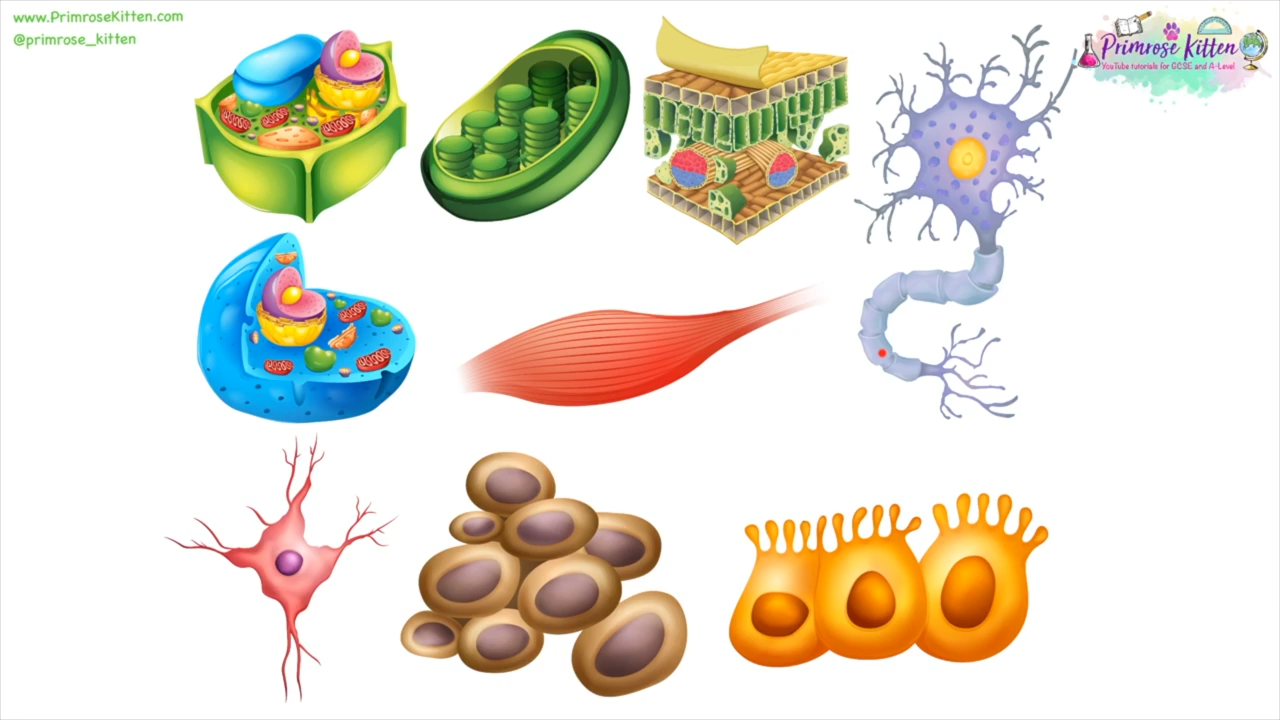 www.PrimroseKitten.com
@primrose_kitten
Primrose Kitten
YouTube tutorials for GCSE and A-Level